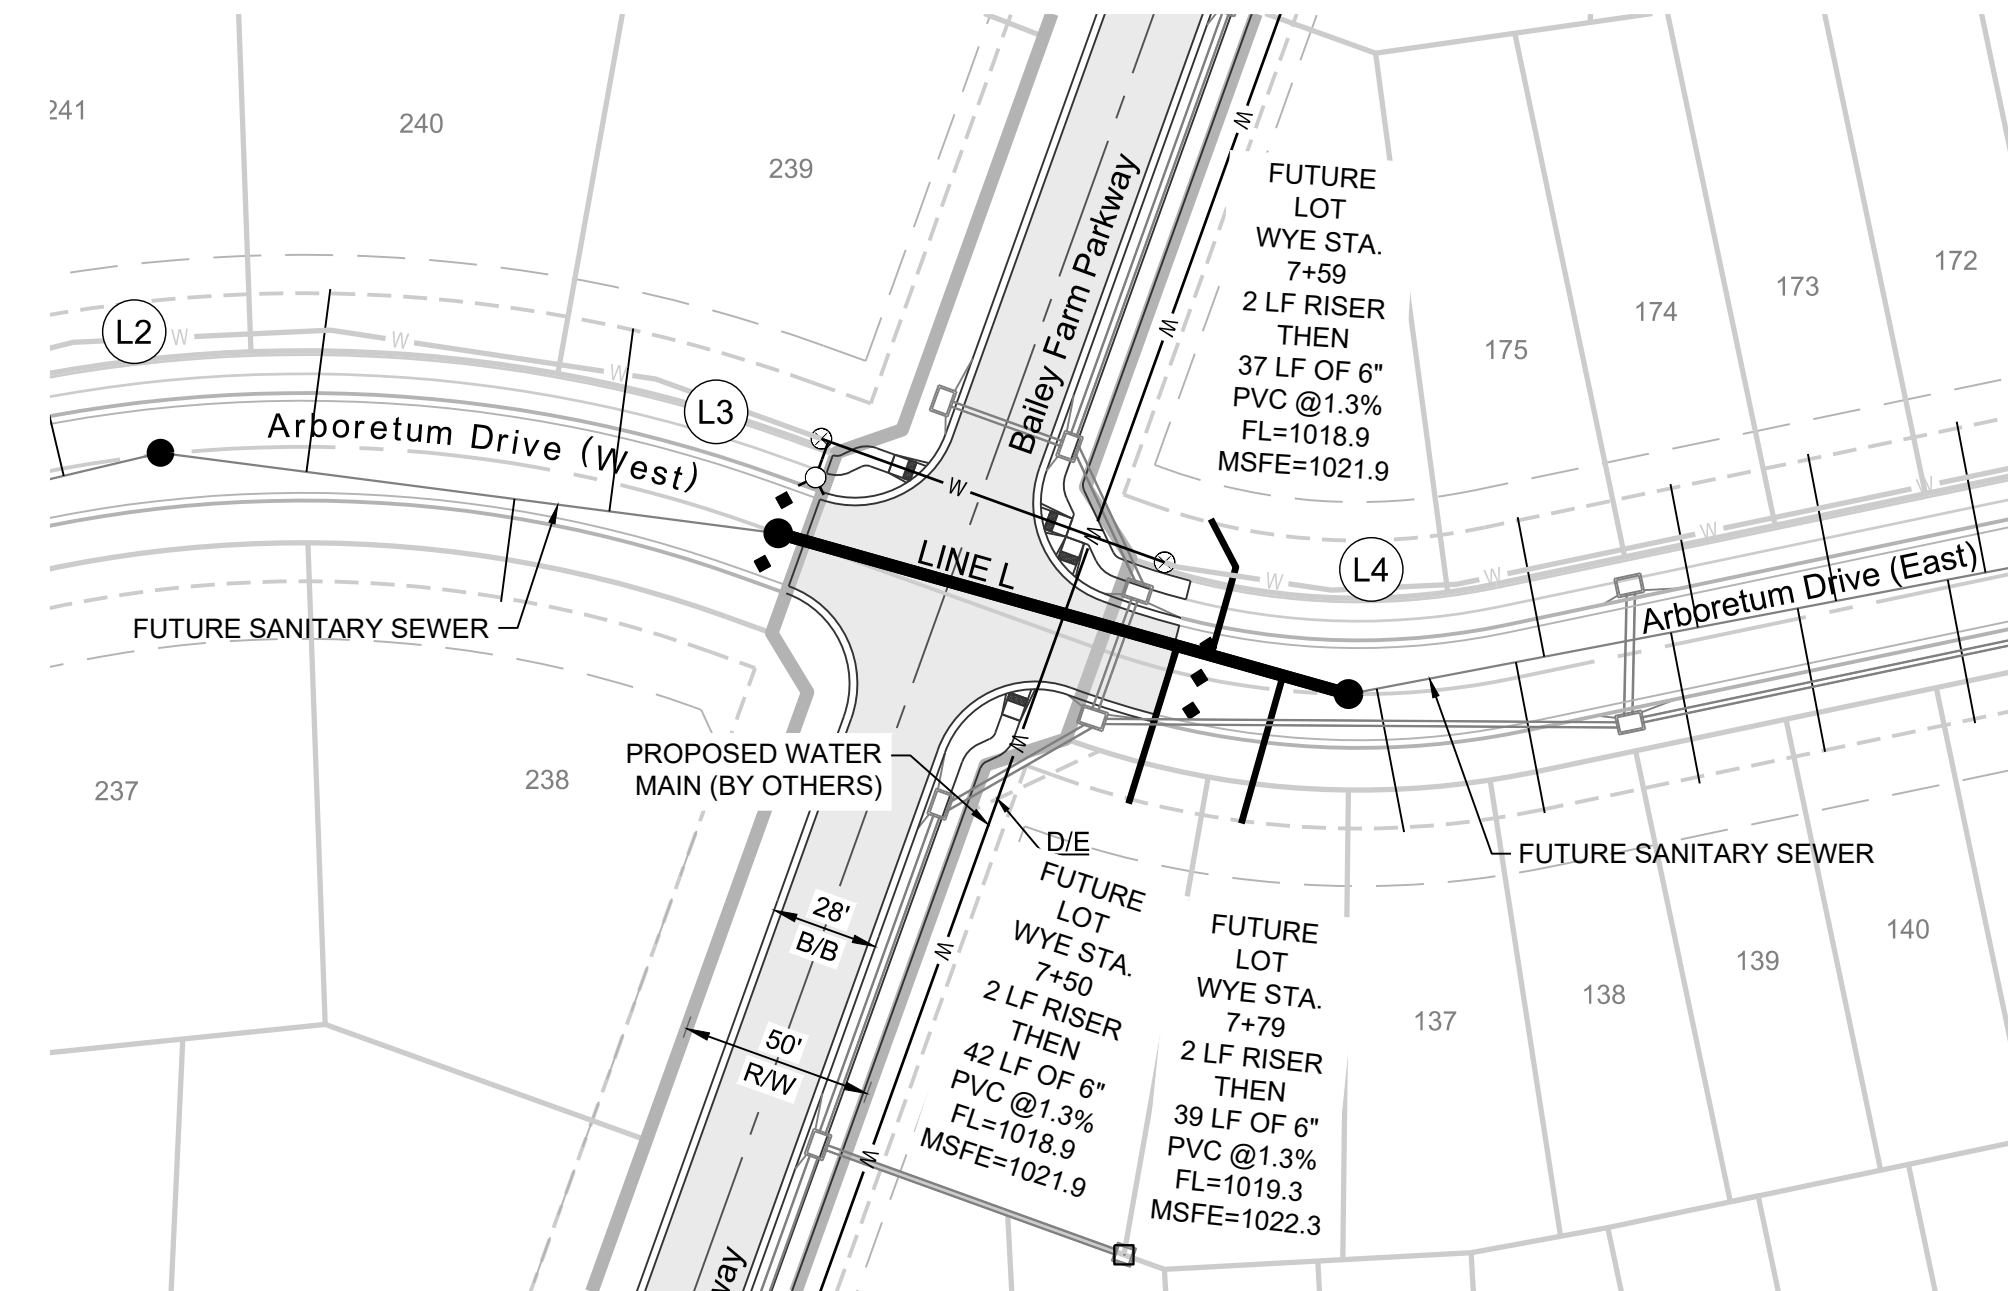 241
240
239
Bailey Farm Parkway
W
FUTURE
LOT
WYE STA.
7+59
2 LF RISER
THEN
37 LF OF 6"
PVC @1.3%
FL=1018.9
MSFE=1021.9
172
173
174
175
L2
W
W
W
W
L3
Arboretum Drive (West)
W
W
LINE L
L4
W
W
W
W
Arboretum Drive (East)
FUTURE SANITARY SEWER
W
PROPOSED WATER
MAIN (BY OTHERS)
237
238
D/E
FUTURE SANITARY SEWER
28'
B/B
W
50'
R/W
W
FUTURE
LOT
WYE STA.
7+50
2 LF RISER
THEN
42 LF OF 6"
PVC @1.3%
FL=1018.9
MSFE=1021.9
FUTURE
LOT
WYE STA.
7+79
2 LF RISER
THEN
39 LF OF 6"
PVC @1.3%
FL=1019.3
MSFE=1022.3
137
138
139
140
way